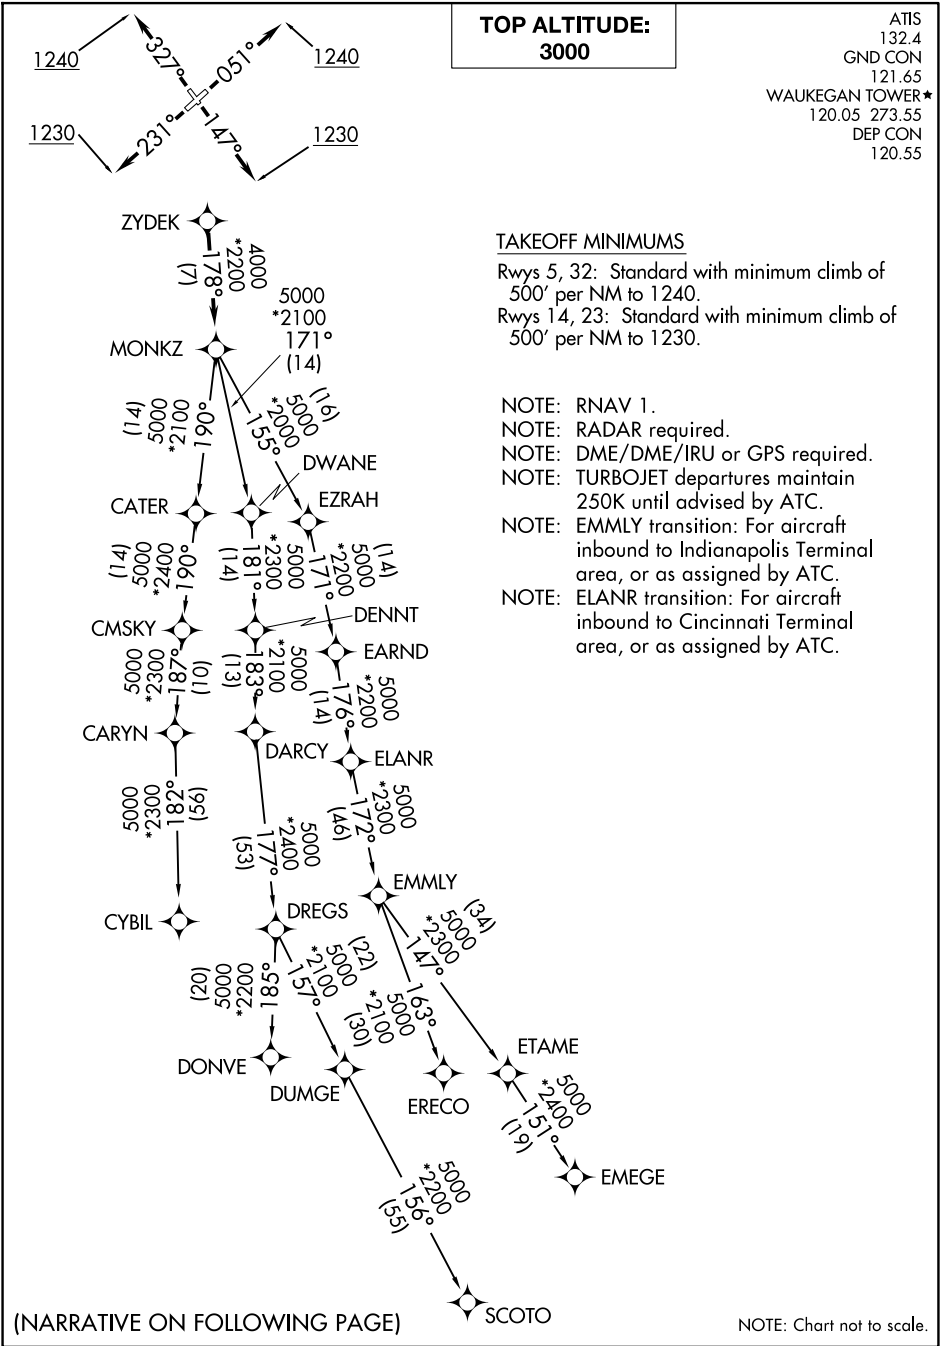 TOP ALTITUDE:
3000
ATIS
132.4
GND CON
121.65
WAUKEGAN TOWER★
120.05 273.55
DEP CON
120.55
1240
327°
051°
1240
1230
231°
147°
1230
ZYDEK
4000
*2200
178°
(7)
5000
*2100
171°
(14)
MONKZ
(14)
5000
*2100
190°
(16)
5000
*2000
155°
DWANE
CATER
EZRAH
(14)
5000
*2400
190°
5000
*2300
181°
(14)
(14)
5000
*2200
171°
DENNT
CMSKY
EARND
5000
*2300
187°
(10)
5000
*2100
183°
(13)
5000
*2200
176°
(14)
CARYN
DARCY
ELANR
5000
*2300
182°
(56)
5000
*2400
177°
(53)
5000
*2300
172°
(46)
EMMLY
CYBIL
DREGS
(20)
5000
*2200
185°
(22)
5000
*2100
157°
5000
*2100
163°
(30)
(34)
5000
*2300
147°
ETAME
DONVE
DUMGE
ERECO
5000
*2400
151°
(19)
EMEGE
5000
*2200
156°
(55)
SCOTO
TAKEOFF MINIMUMS
Rwys 5, 32: Standard with minimum climb of
500' per NM to 1240.
Rwys 14, 23: Standard with minimum climb of
500' per NM to 1230.
NOTE: RNAV 1.
NOTE: RADAR required.
NOTE: DME/DME/IRU or GPS required.
NOTE: TURBOJET departures maintain
250K until advised by ATC.
NOTE: EMMLY transition: For aircraft
inbound to Indianapolis Terminal
area, or as assigned by ATC.
NOTE: ELANR transition: For aircraft
inbound to Cincinnati Terminal
area, or as assigned by ATC.
(NARRATIVE ON FOLLOWING PAGE)
NOTE: Chart not to scale.